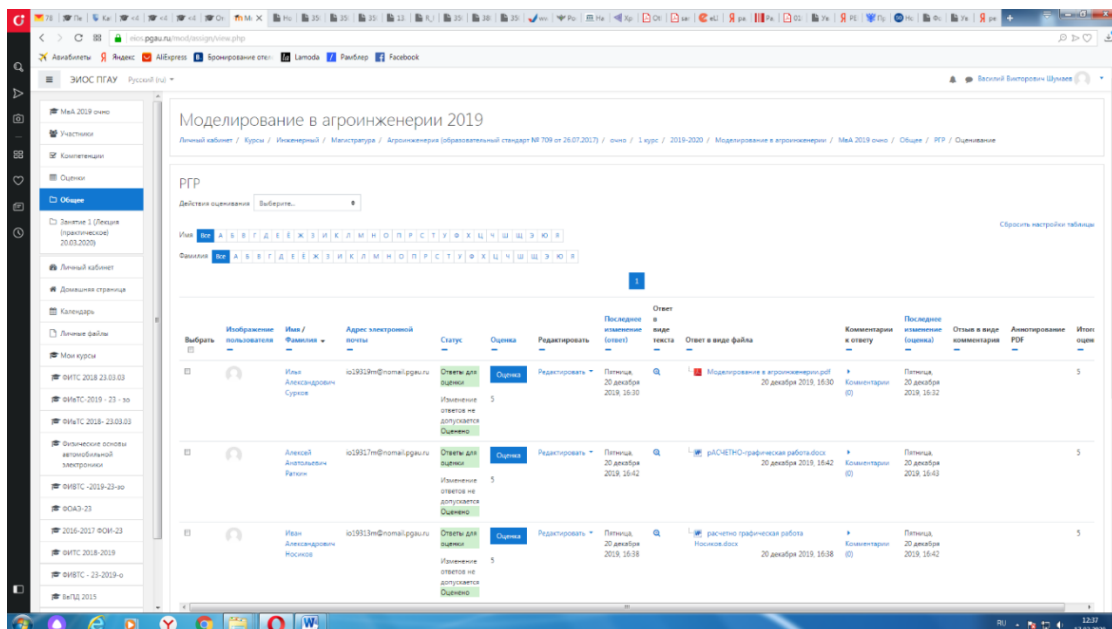 eios.pgau.ru/mod/assign/view.php
Авиабилеты Яндекс AliExpress Бронирование отел Lamoda Рамблер Facebook
ЭИОС ПГАУ Русский (ru)
Василий Викторович Шумаев
МвА 2019 очно
Участники
Компетенции
Оценки
Общее
Занятие 1 (Лекция
(практическое)
20.03.2020)
Личный кабинет
Домашняя страница
Календарь
Личные файлы
Мои курсы
ФИТС 2018 23.03.03
ФИвТС-2019 - 23 - зо
ФИвТС 2018- 23.03.03
Физические основы
автомобильной
электроники
ФИВТС -2019-23-зо
ФОАЭ-23
2016-2017 ФОИ-23
ФИТС 2018-2019
ФИВТС - 23-2019-о
ВвПД 2015
Моделирование в агроинженерии 2019
Личный кабинет / Курсы / Инженерный / Магистратура / Агроинженерия (образовательный стандарт № 709 от 26.07.2017) / очно / 1 курс / 2019-2020 / Моделирование в агроинженерии / МвА 2019 очно / Общее / РГР / Оценивание
РГР
Действия оценивания Выберите...
Сбросить настройки таблицы
Имя Все А Б В Г Д Е Ё Ж З И К Л М Н О П Р С Т У Ф Х Ц Ч Ш Щ Э Ю Я
Фамилия Все А Б В Г Д Е Ё Ж З И К Л М Н О П Р С Т У Ф Х Ц Ч Ш Щ Э Ю Я
1
Выбрать Изображение пользователя Имя / Фамилия Адрес электронной почты Статус Оценка Редактировать Последнее изменение (ответ) Ответ в виде текста Ответ в виде файла Комментарии к ответу Последнее изменение (оценка) Отзыв в виде комментария Аннотирование PDF Итого оцен
Илья Александрович Сурков io19319m@nomail.pgau.ru Ответы для оценки Оценка Редактировать Пятница, 20 декабря 2019, 16:30 Моделирование в агроинженерии.pdf 20 декабря 2019, 16:30 Комментарии (0) Пятница, 20 декабря 2019, 16:32 5
Изменение ответов не допускается 5
Оценено
Алексей Анатольевич Раткин io19317m@nomail.pgau.ru Ответы для оценки Оценка Редактировать Пятница, 20 декабря 2019, 16:42 рАСЧЕТНО-графическая работа.docx 20 декабря 2019, 16:42 Комментарии (0) Пятница, 20 декабря 2019, 16:43 5
Изменение ответов не допускается 5
Оценено
Иван Александрович Носиков io19313m@nomail.pgau.ru Ответы для оценки Оценка Редактировать Пятница, 20 декабря 2019, 16:38 расчетно графическая работа Носиков.docx 20 декабря 2019, 16:38 Комментарии (0) Пятница, 20 декабря 2019, 16:42 5
Изменение ответов не допускается 5
Оценено
RU 12:37